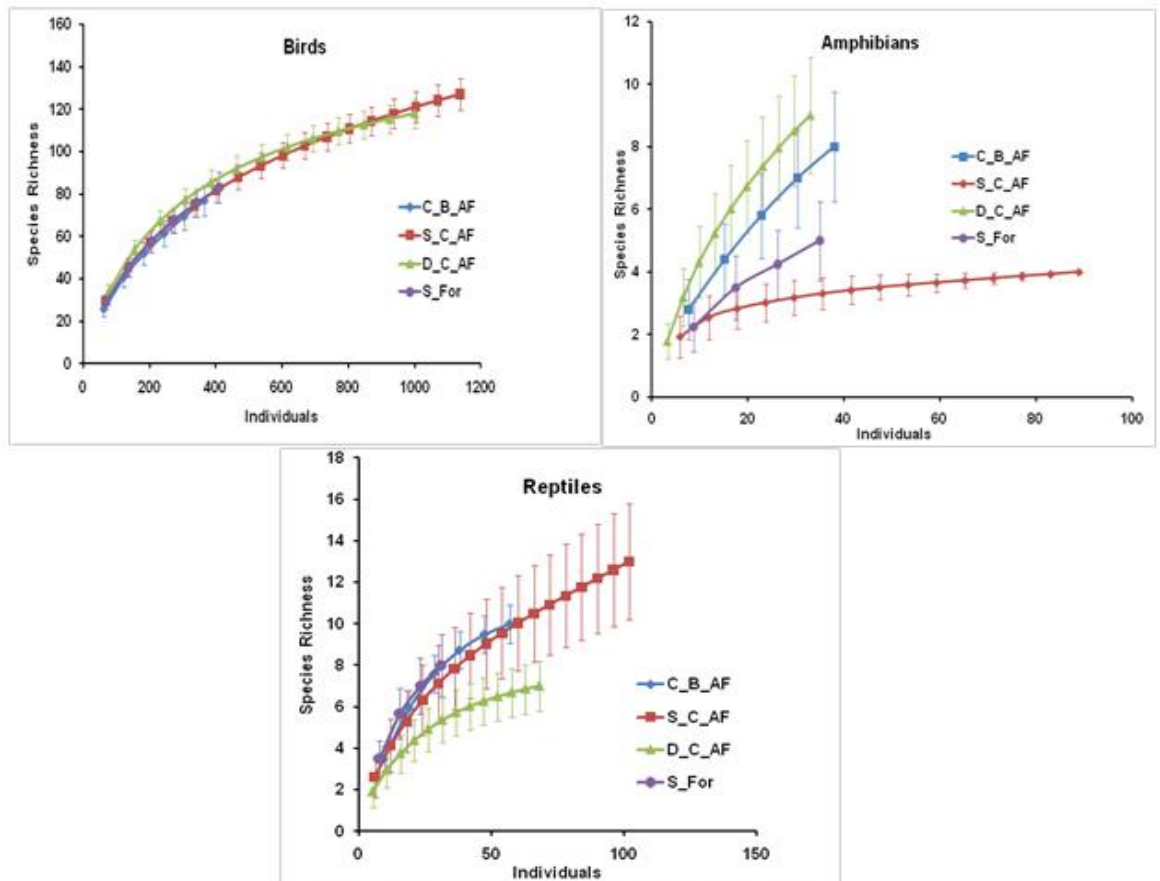 Birds
Species Richness
160
140
120
100
80
60
40
20
0
C_B_AF
S_C_AF
D_C_AF
S_For
0 200 400 600 800 1000 1200
Individuals
Amphibians
Species Richness
12
10
8
6
4
2
0
C_B_AF
S_C_AF
D_C_AF
S_For
0 20 40 60 80 100
Individuals
Reptiles
Species Richness
18
16
14
12
10
8
6
4
2
0
C_B_AF
S_C_AF
D_C_AF
S_For
0 50 100 150
Individuals